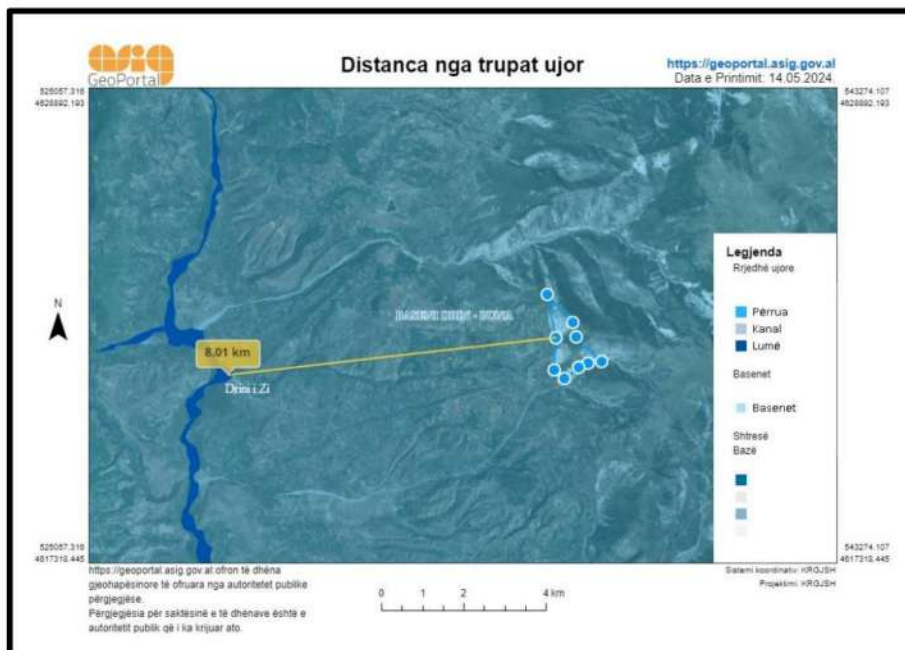 asig
GeoPortal
Distanca nga trupat ujor
https://geoportal.asig.gov.al
Data e Printimit: 14.05.2024.
525057.316
4628892.193
543274.107
4628892.193
N
BASENI DRIN - BUNA
8.01 km
Drini i Zi
Legjenda
Rrjedhë ujore
Përrua
Kanal
Lumë
Basenet
Basenet
Shtresë
Bazë
525057.316
4617318.445
543274.107
4617318.445
https://geoportal.asig.gov.al ofron të dhëna
gjeohapësinore të ofruara nga autoritetet publike
përgjegjëse.
Përgjegjësia për saktësinë e të dhënave është e
autoritetit publik që i ka krijuar ato.
0 1 2 4 km
Sistemi koordinativ: KRGJSH
Projektimi: KRGJSH